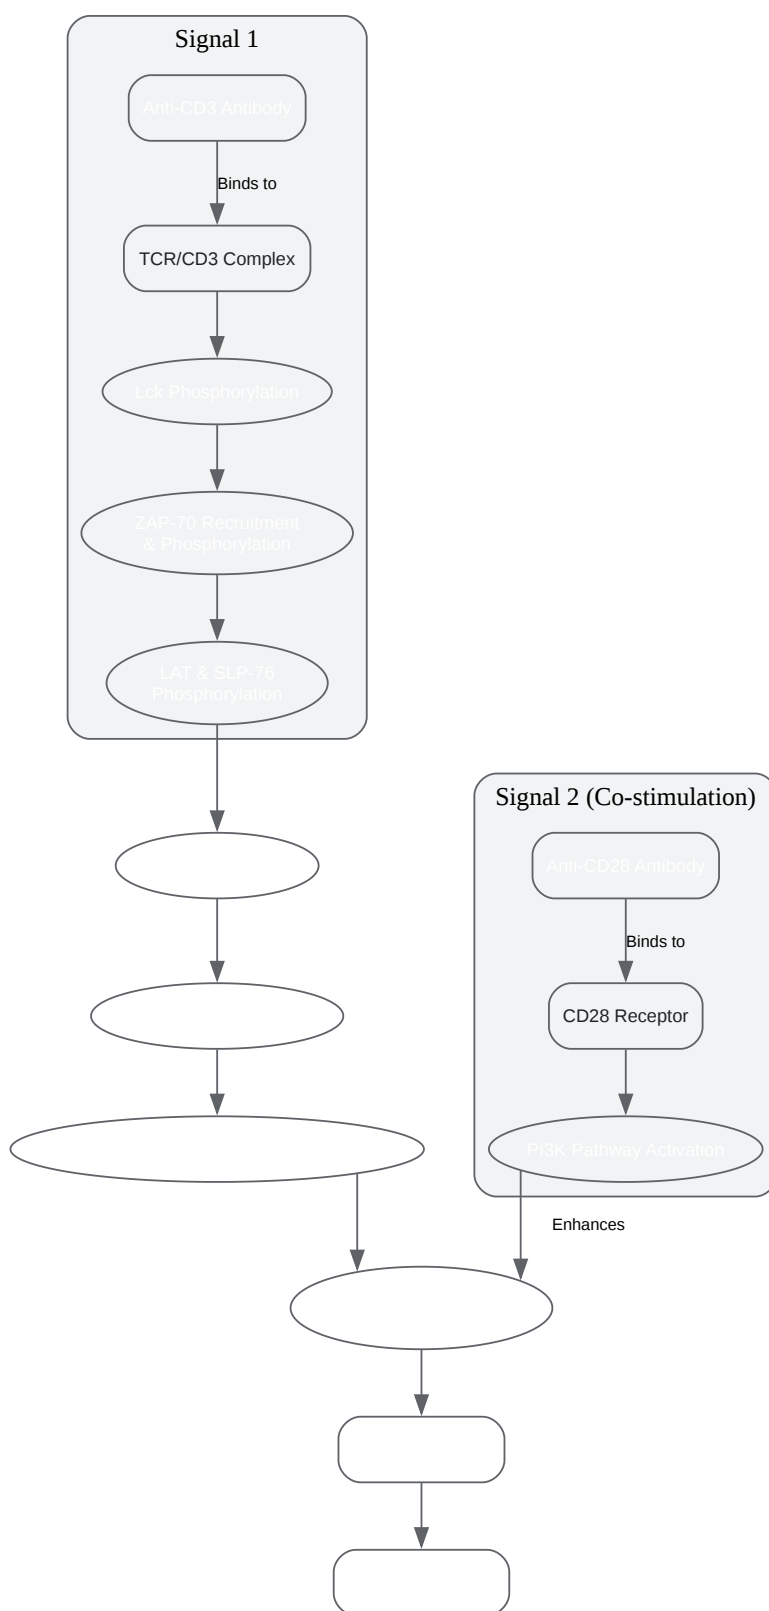 Signal 1
Anti-CD3 Antibody
Binds to
TCR/CD3 Complex
Lck Phosphorylation
ZAP-70 Recruitment
& Phosphorylation
LAT & SLP-76
Phosphorylation
Signal 2 (Co-stimulation)
Anti-CD28 Antibody
Binds to
CD28 Receptor
PI3K Pathway Activation
Enhances